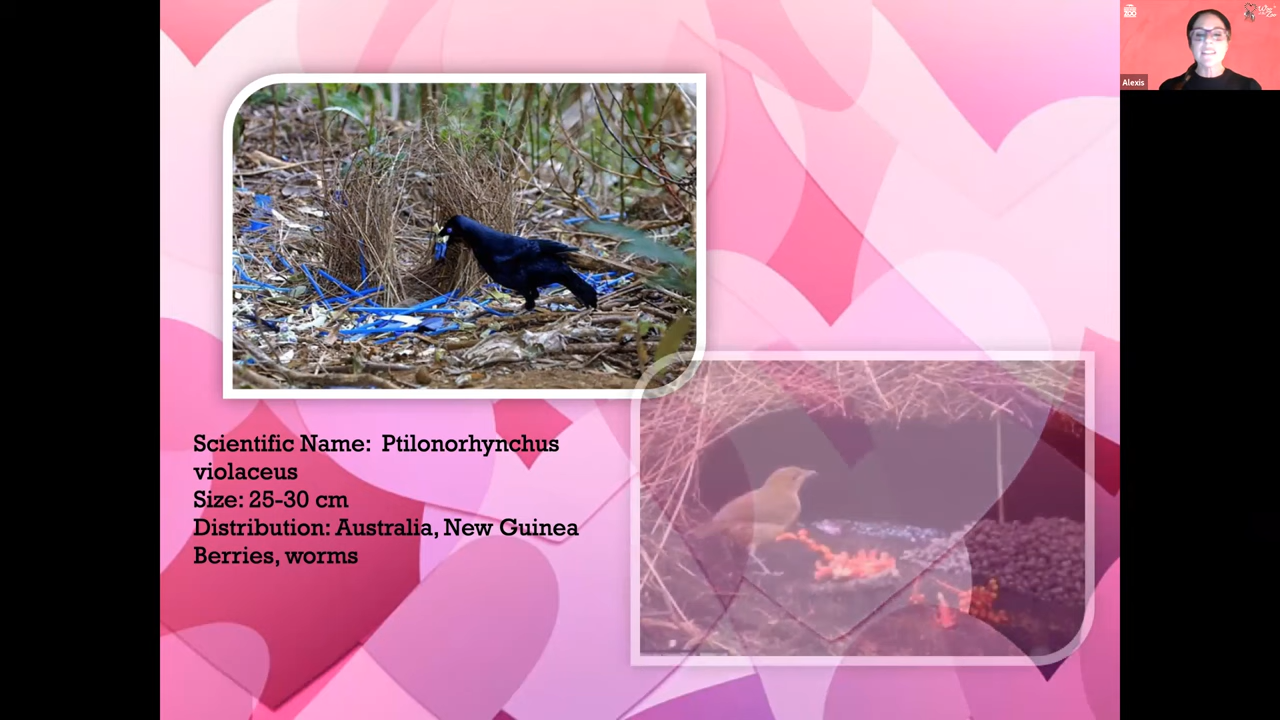 Scientific Name:  Ptilonorhynchus
violaceus
Size: 25-30 cm
Distribution: Australia, New Guinea
Berries, worms
Alexis